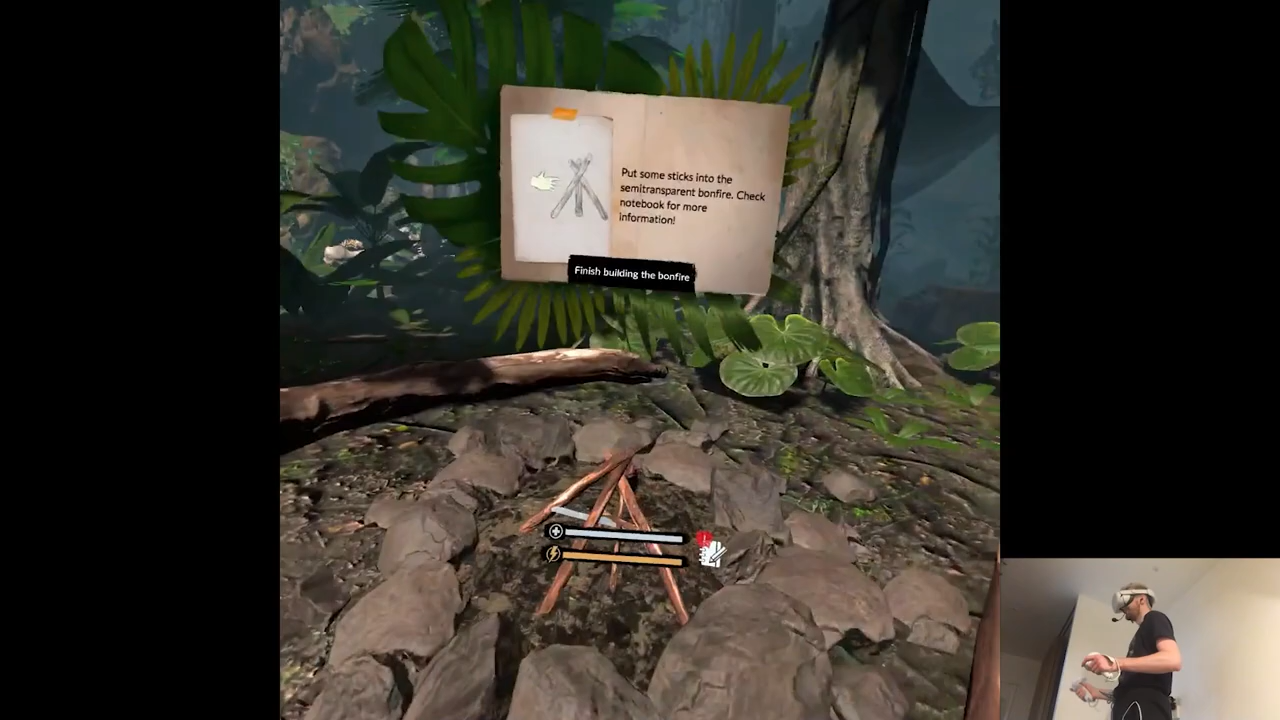 Put some sticks into the
semitransparent bonfire. Check
notebook for more
information!
Finish building the bonfire